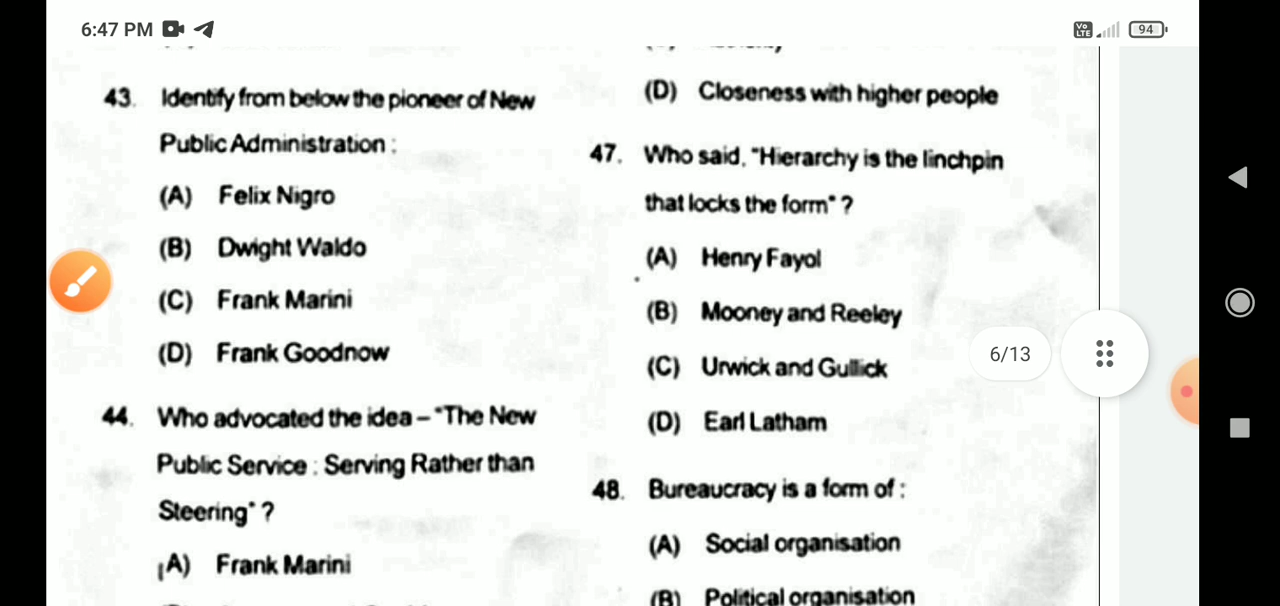 6:47 PM
Vo LTE
94
43. Identify from below the pioneer of New
Public Administration :
(A) Felix Nigro
(B) Dwight Waldo
(C) Frank Marini
(D) Frank Goodnow
44. Who advocated the idea – "The New
Public Service : Serving Rather than
Steering" ?
(A) Frank Marini
(D) Closeness with higher people
47. Who said, "Hierarchy is the linchpin
that locks the form" ?
(A) Henry Fayol
(B) Mooney and Reeley
(C) Urwick and Gullick
(D) Earl Latham
48. Bureaucracy is a form of :
(A) Social organisation
(B) Political organisation
6/13